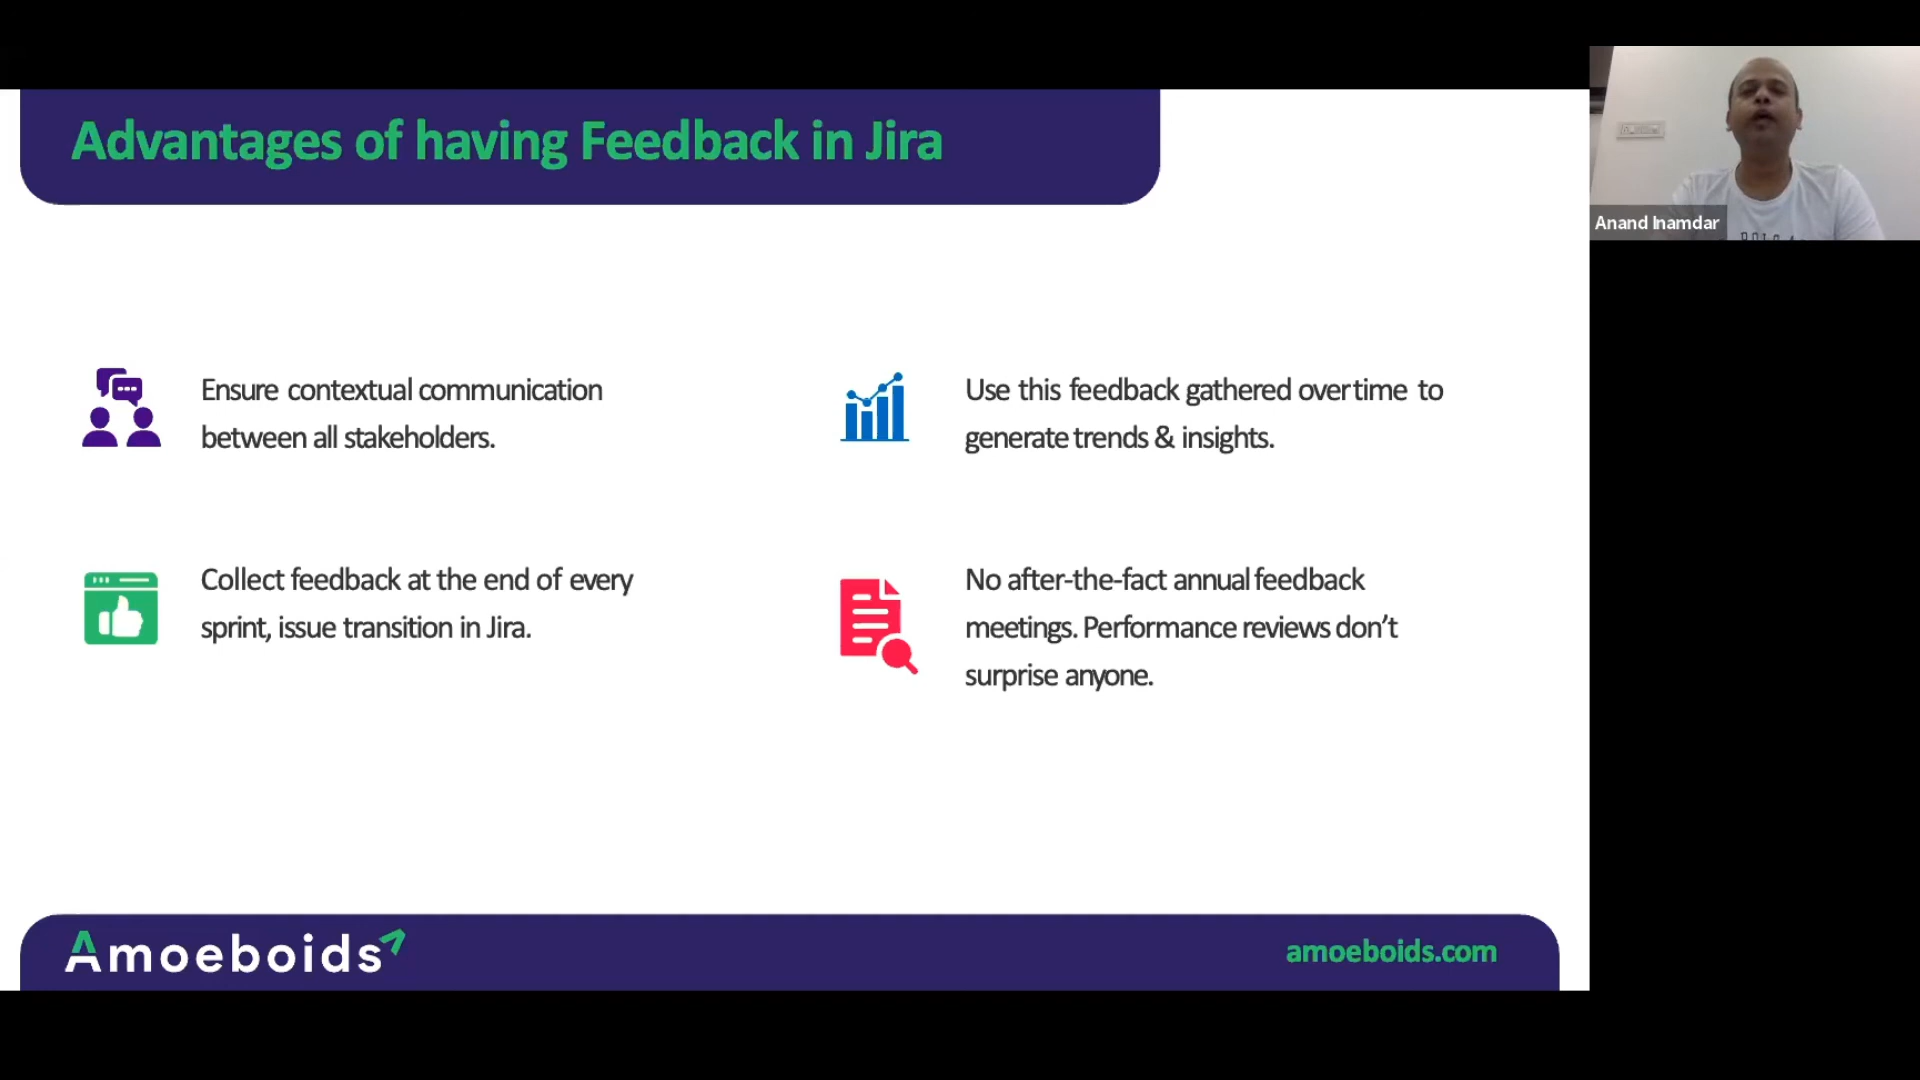 Advantages of having Feedback in Jira
Ensure contextual communication
between all stakeholders.
Use this feedback gathered overtime to
generate trends & insights.
Collect feedback at the end of every
sprint, issue transition in Jira.
No after-the-fact annual feedback
meetings. Performance reviews don’t
surprise anyone.
Amoeboids
amoeboids.com
Anand Inamdar